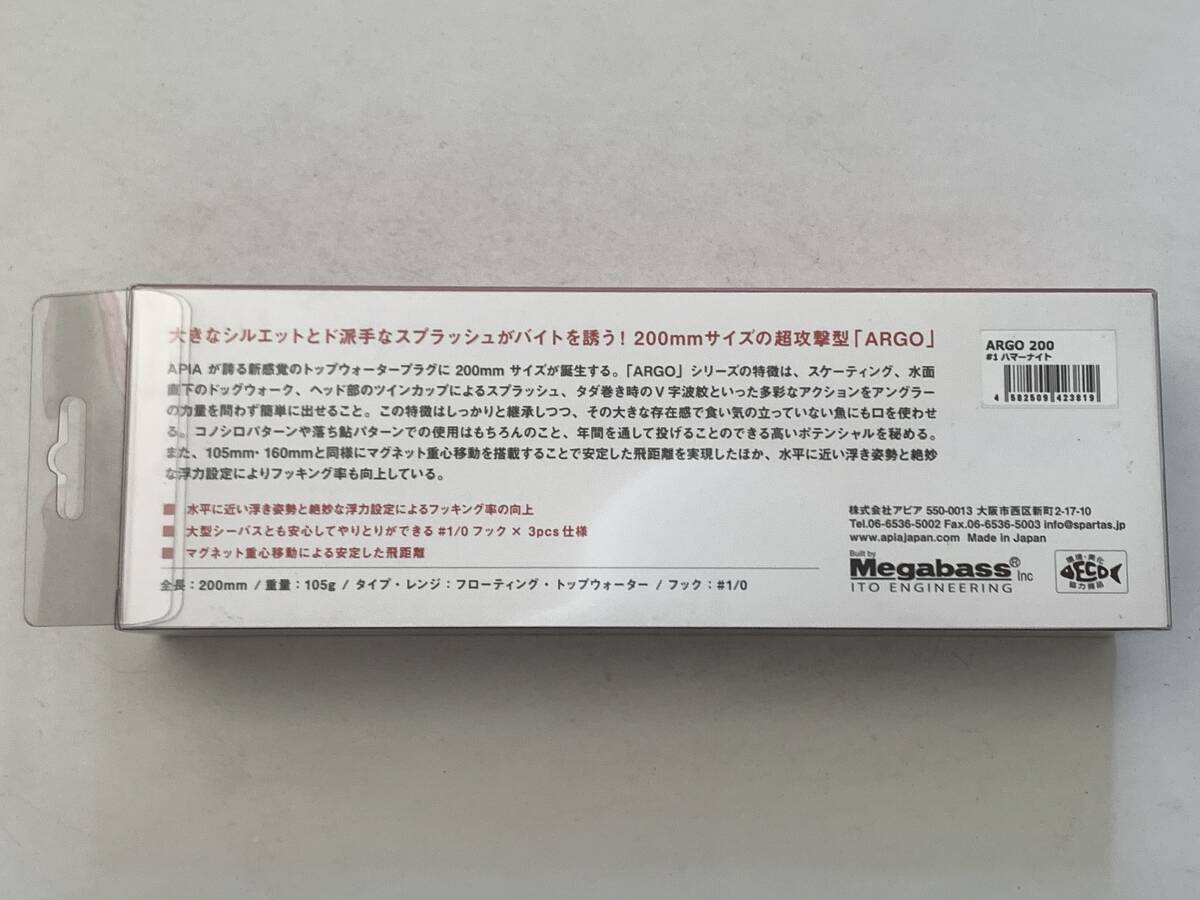 大きなシルエットとド派手なスプラッシュがバイトを誘う！200mmサイズの超攻撃型「ARGO」
APIA が誇る新感覚のトップウォータープラグに 200mm サイズが誕生する。「ARGO」シリーズの特徴は、スケーティング、水面
直下のドッグウォーク、ヘッド部のツインカップによるスプラッシュ、タダ巻き時のV字波紋といった多彩なアクションをアングラー
の力量を問わず簡単に出せること。この特徴はしっかりと継承しつつ、その大きな存在感で食い気の立っていない魚にも口を使わせ
る。コノシロパターンや落ち鮎パターンでの使用はもちろんのこと、年間を通して投げることのできる高いポテンシャルを秘める。
また、105mm・160mmと同様にマグネット重心移動を搭載することで安定した飛距離を実現したほか、水平に近い浮き姿勢と絶妙
な浮力設定によりフッキング率も向上している。
■ 水平に近い浮き姿勢と絶妙な浮力設定によるフッキング率の向上
■ 大型シーバスとも安心してやりとりができる #1/0 フック × 3pcs 仕様
■ マグネット重心移動による安定した飛距離
全長：200mm / 重量：105g / タイプ・レンジ：フローティング・トップウォーター / フック：#1/0
ARGO 200
#1 ハマーナイト
4 582509 423819
株式会社アピア 550-0013 大阪市西区新町2-17-10
Tel.06-6536-5002 Fax.06-6536-5003 info@spartas.jp
www.apiajapan.com Made in Japan
Built by
Megabass® Inc
ITO ENGINEERING
環境・美化
ECO
協力商品